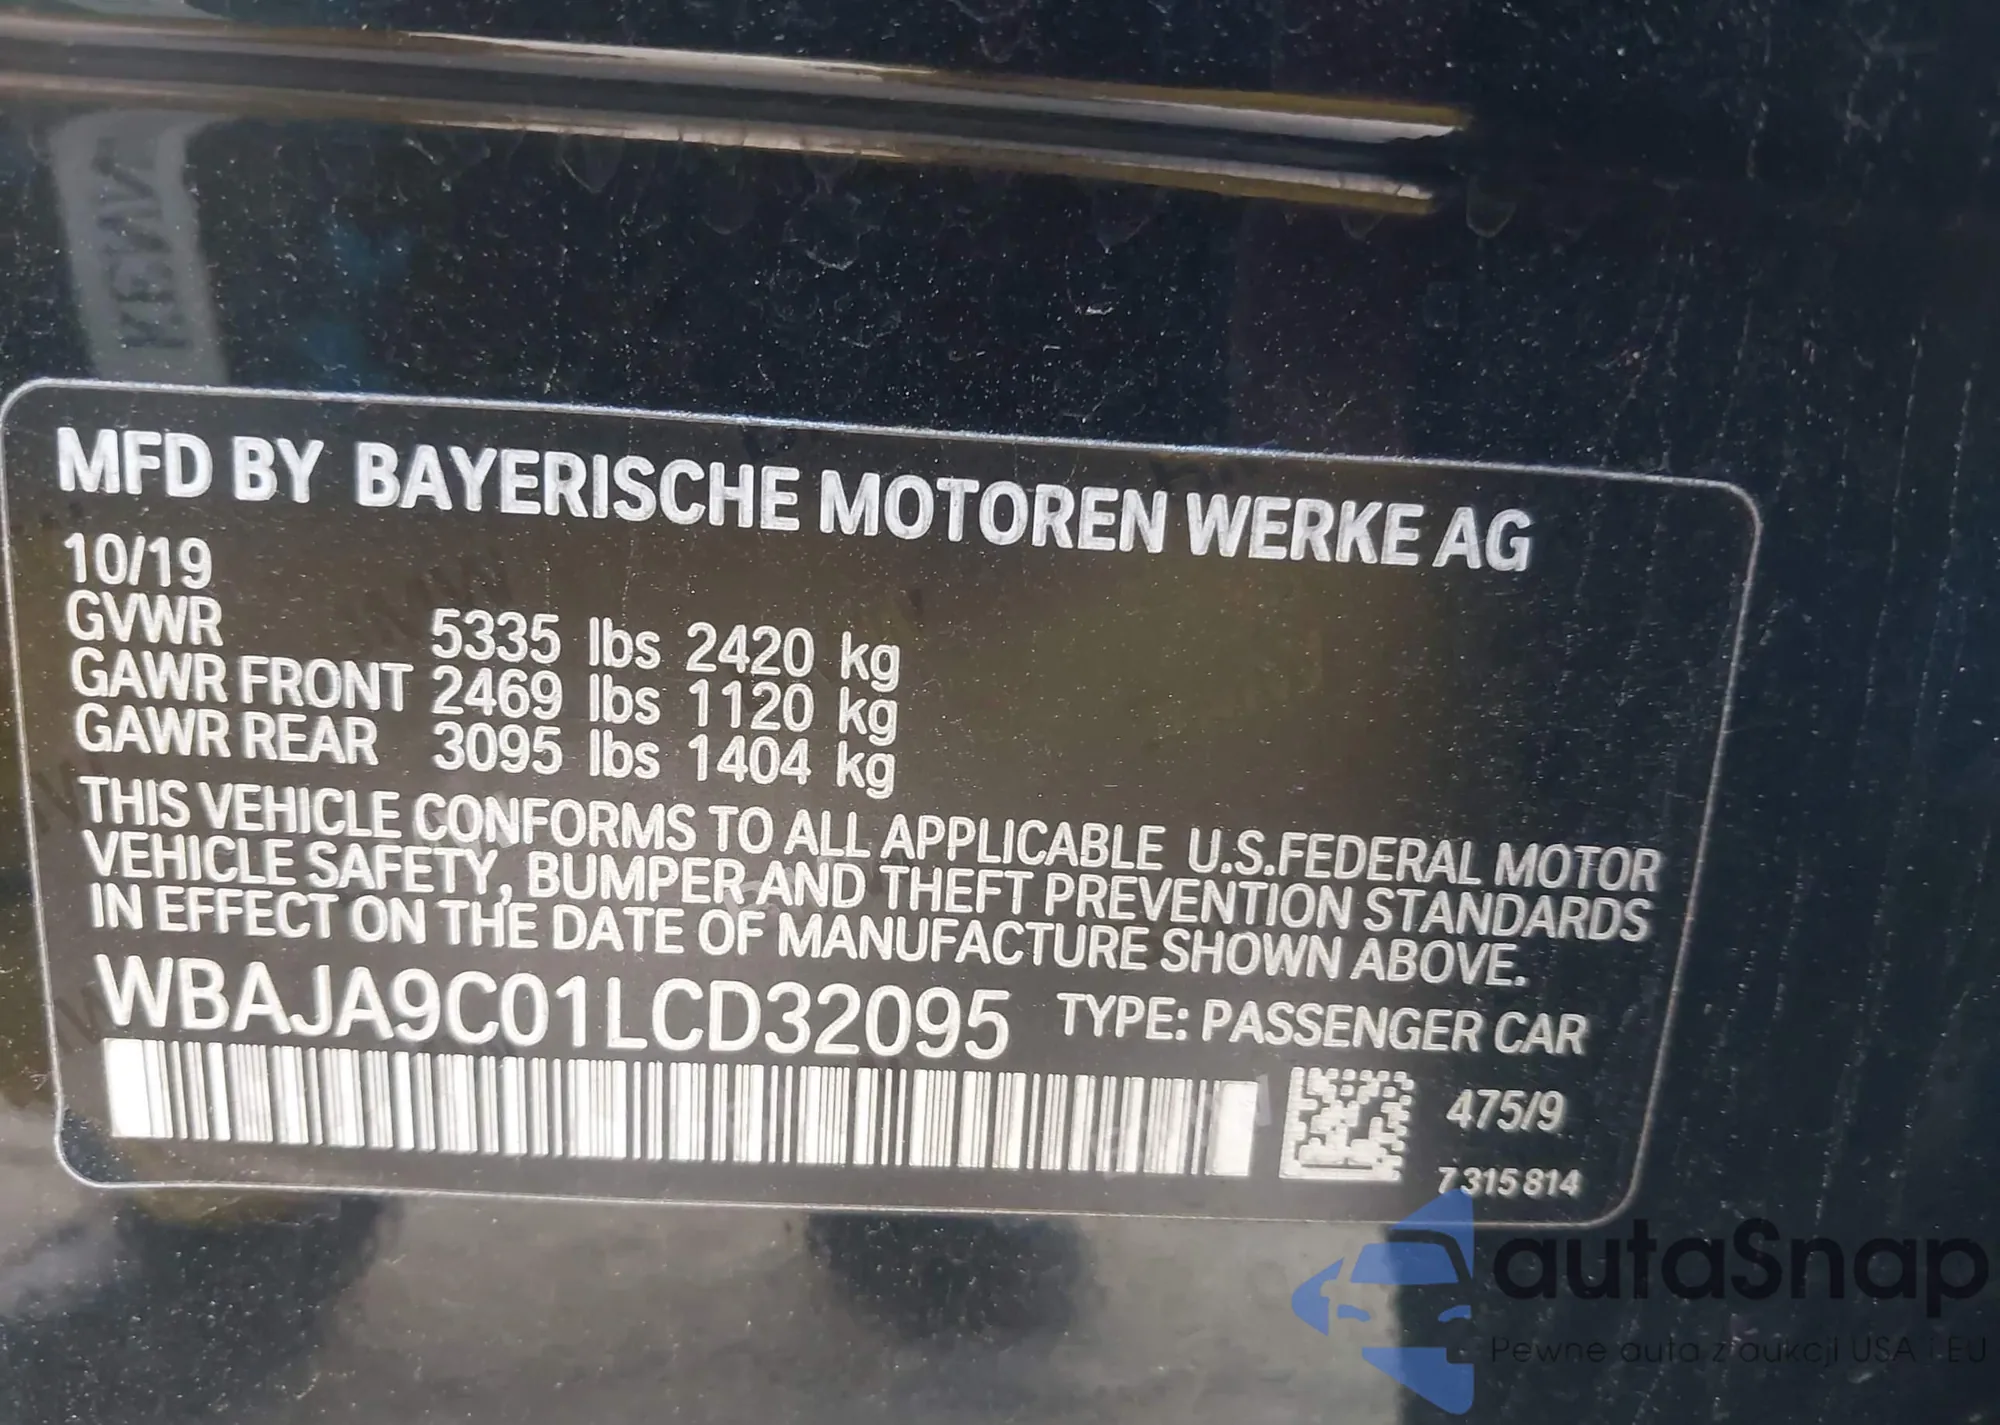 MFD BY BAYERISCHE MOTOREN WERKE AG
10/19
GVWR 5335 lbs 2420 kg
GAWR FRONT 2469 lbs 1120 kg
GAWR REAR 3095 lbs 1404 kg
THIS VEHICLE CONFORMS TO ALL APPLICABLE U.S.FEDERAL MOTOR
VEHICLE SAFETY, BUMPER AND THEFT PREVENTION STANDARDS
IN EFFECT ON THE DATE OF MANUFACTURE SHOWN ABOVE.
WBAJA9C01LCD32095 TYPE: PASSENGER CAR
475/9
7 315 814
autaSnap
Pewne auta z aukcji USA i EU